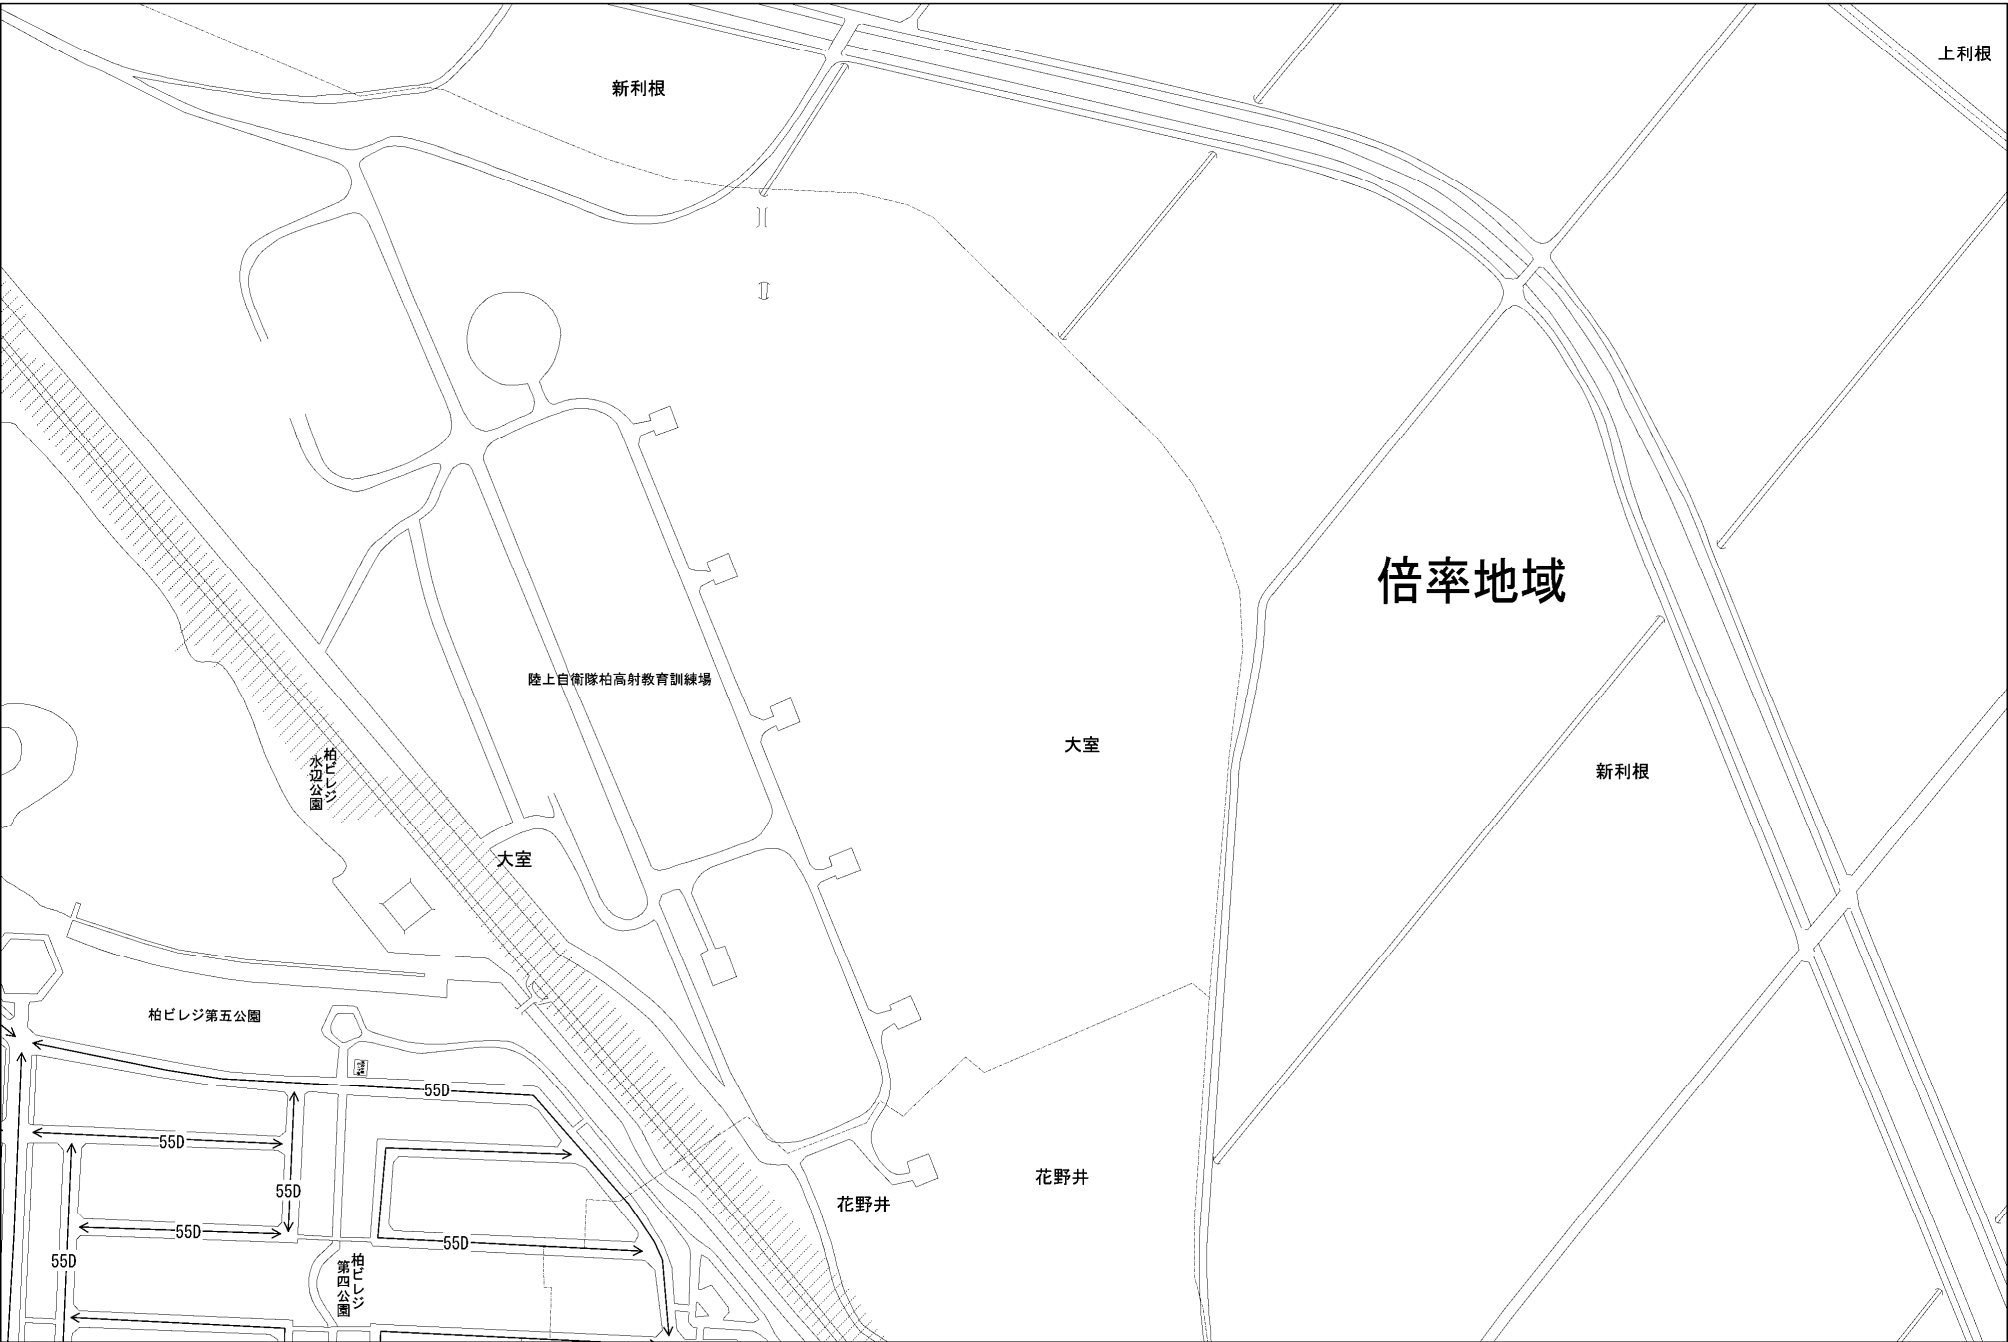 上利根
新利根
倍率地域
陸上自衛隊柏高射教育訓練場
大室
新利根
柏ビレジ
水辺公園
大室
柏ビレジ第五公園
55D
55D
花野井
55D
花野井
55D
55D
55D
柏ビレジ
第四公園